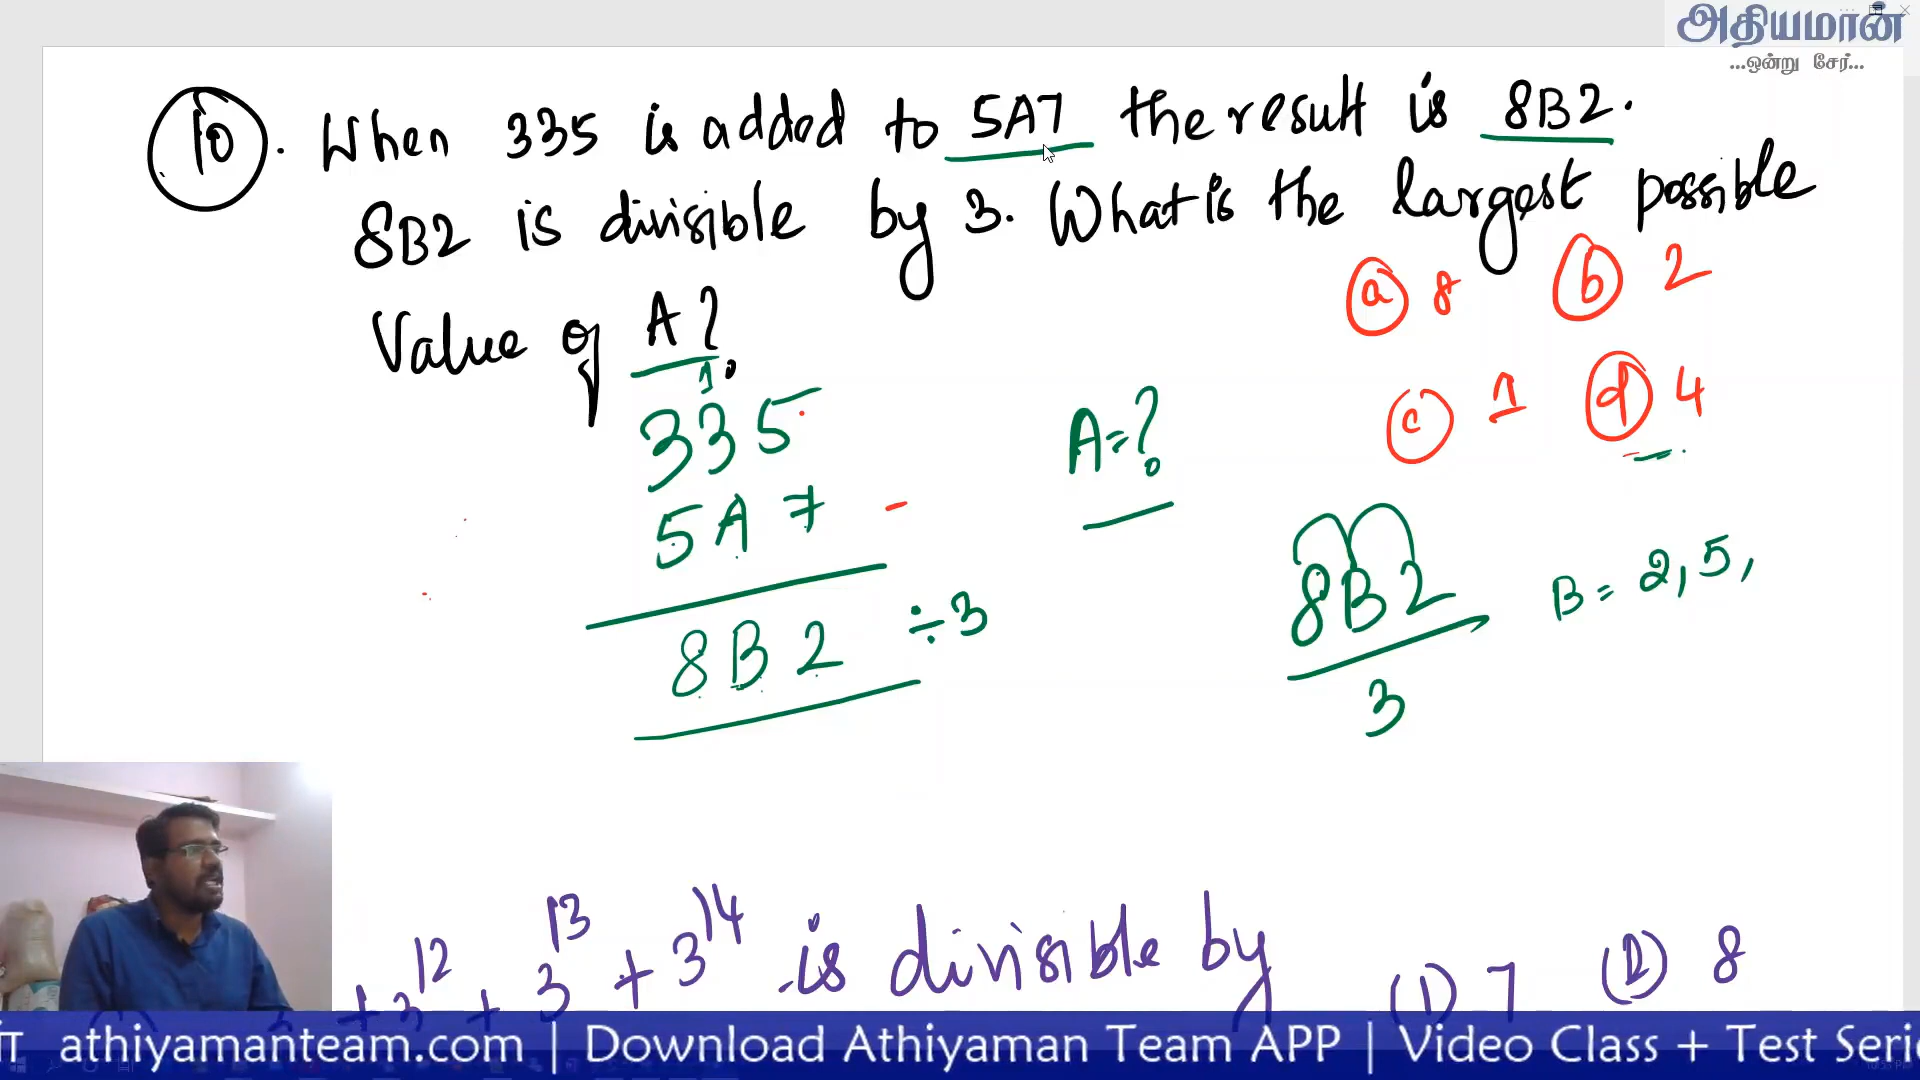 அதியமான்
...ஒன்று சேர்...
10. When 335 is added to 5A7 the result is 8B2.
8B2 is divisible by 3. What is the largest possible
Value of A?
a 8 b 2
c 1 d 4
1
335
5A7
8B2 ÷3
A=?
8B2
3
B = 2, 5,
+ 3^12 + 3^13 + 3^14 is divisible by
(1) 7 (2) 8
athiyamanteam.com | Download Athiyaman Team APP | Video Class + Test Seri